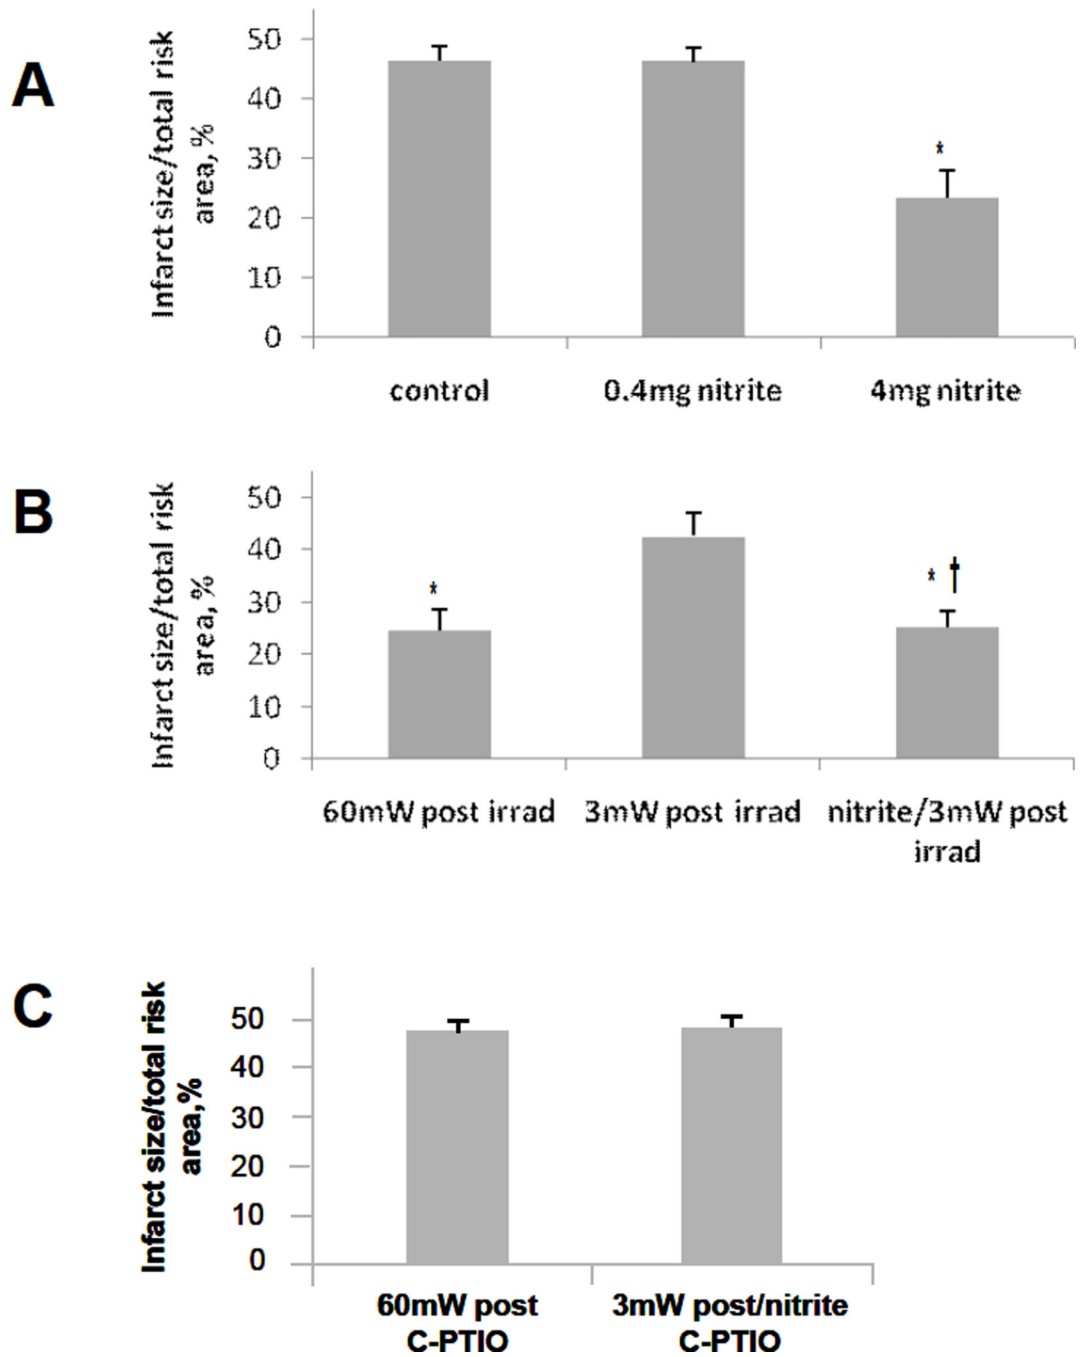 A
Infarct size/total risk
area, %
50
40
30
20
10
0
*
control 0.4mg nitrite 4mg nitrite
B
Infarct size/total risk
area, %
50
40
30
20
10
0
*
* †
60mW post irrad 3mW post irrad nitrite/3mW post
irrad
C
Infarct size/total risk
area,%
50
40
30
20
10
0
60mW post 3mW post/nitrite
C-PTIO C-PTIO